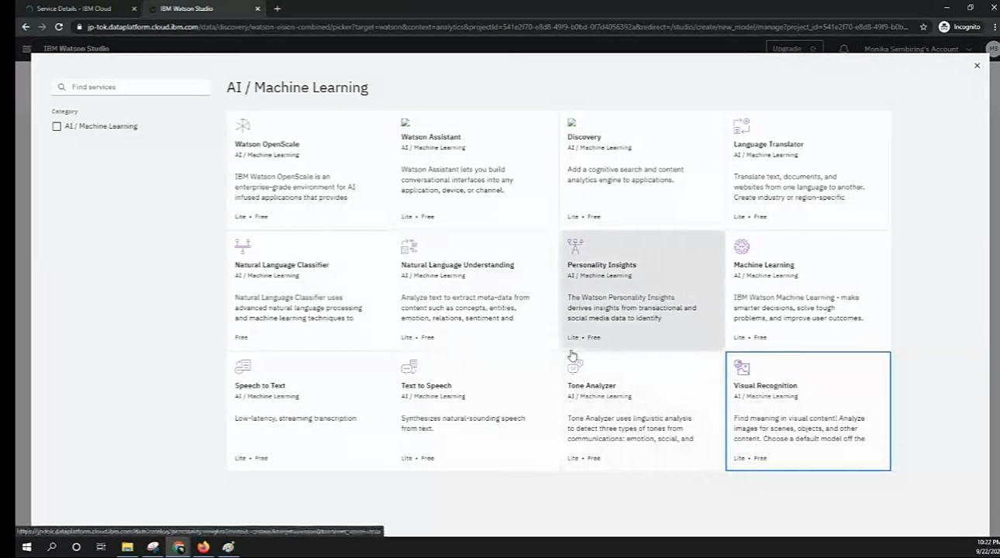 Service Details - IBM Cloud
IBM Watson Studio
jp-tok.dataplatform.cloud.ibm.com/data/discovery/watson-vision-combined/picker?target=watson&context=analytics&projectId=541e2f70-e8d8-49f9-b0bd-0f7d4056392a&redirect=/studio/create/new_model/manage?project_id=541e2f70-e8d8-49f9-b0...
Incognito
IBM Watson Studio
Upgrade
Monika Sembiring's Account
MS
Find services
Category
AI / Machine Learning
AI / Machine Learning
Watson OpenScale
AI / Machine Learning
IBM Watson OpenScale is an
enterprise-grade environment for AI
infused applications that provides
Lite • Free
Watson Assistant
AI / Machine Learning
Watson Assistant lets you build
conversational interfaces into any
application, device, or channel.
Lite • Free
Discovery
AI / Machine Learning
Add a cognitive search and content
analytics engine to applications.
Lite • Free
Language Translator
AI / Machine Learning
Translate text, documents, and
websites from one language to another.
Create industry or region-specific
Lite • Free
Natural Language Classifier
AI / Machine Learning
Natural Language Classifier uses
advanced natural language processing
and machine learning techniques to
Free
Natural Language Understanding
AI / Machine Learning
Analyze text to extract meta-data from
content such as concepts, entities,
emotion, relations, sentiment and
Lite • Free
Personality Insights
AI / Machine Learning
The Watson Personality Insights
derives insights from transactional and
social media data to identify
Lite • Free
Machine Learning
AI / Machine Learning
IBM Watson Machine Learning - make
smarter decisions, solve tough
problems, and improve user outcomes.
Lite • Free
Speech to Text
AI / Machine Learning
Low-latency, streaming transcription
Lite • Free
Text to Speech
AI / Machine Learning
Synthesizes natural-sounding speech
from text.
Lite • Free
Tone Analyzer
AI / Machine Learning
Tone Analyzer uses linguistic analysis
to detect three types of tones from
communications: emotion, social, and
Lite • Free
Visual Recognition
AI / Machine Learning
Find meaning in visual content! Analyze
images for scenes, objects, and other
content. Choose a default model off the
Lite • Free
10:22 PM
9/22/202